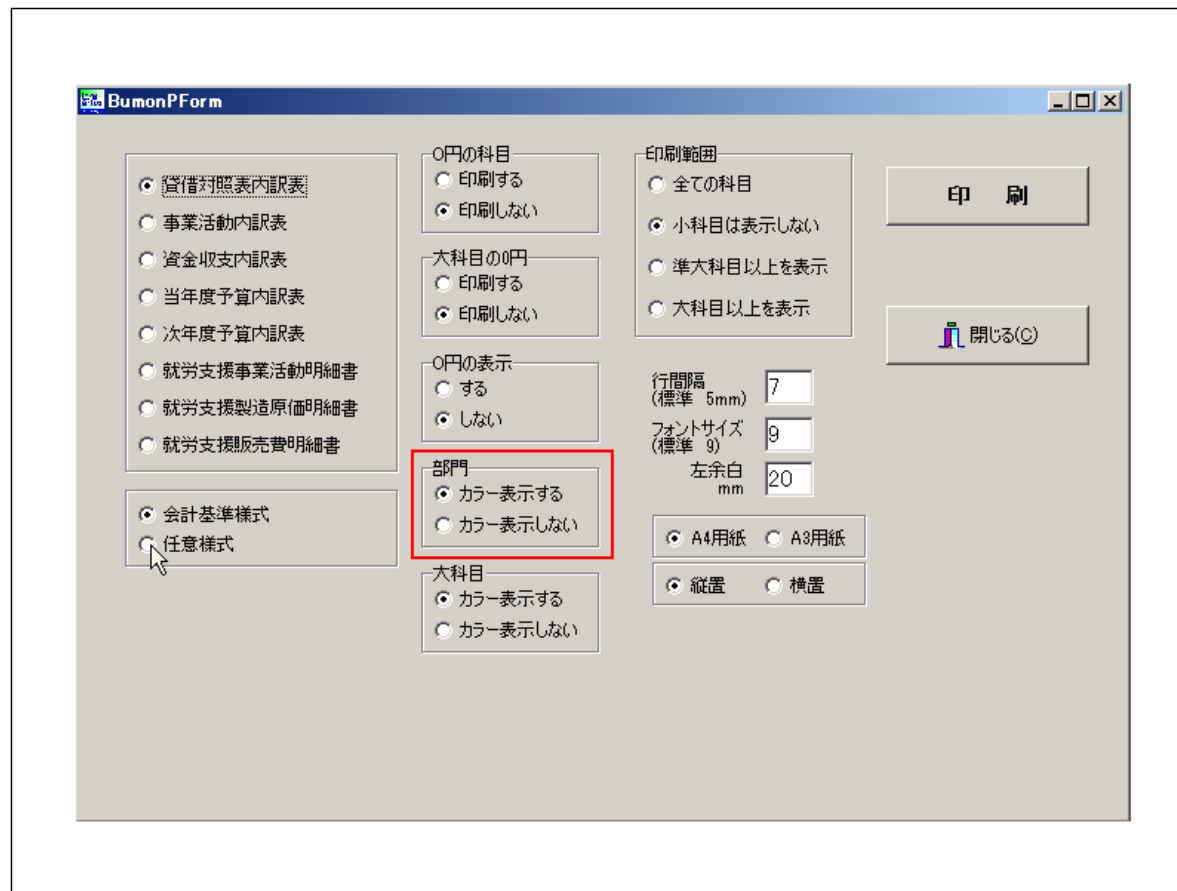 BumonPForm
貸借対照表内訳表
事業活動内訳表
資金収支内訳表
当年度予算内訳表
次年度予算内訳表
就労支援事業活動明細書
就労支援製造原価明細書
就労支援販売費明細書
会計基準様式
任意様式
0円の科目
印刷する
印刷しない
大科目の0円
印刷する
印刷しない
0円の表示
する
しない
部門
カラー表示する
カラー表示しない
大科目
カラー表示する
カラー表示しない
印刷範囲
全ての科目
小科目は表示しない
準大科目以上を表示
大科目以上を表示
行間隔
(標準 5mm) 7
フォントサイズ
(標準 9) 9
左余白
mm 20
A4用紙 A3用紙
縦置 横置
印 刷
閉じる(C)